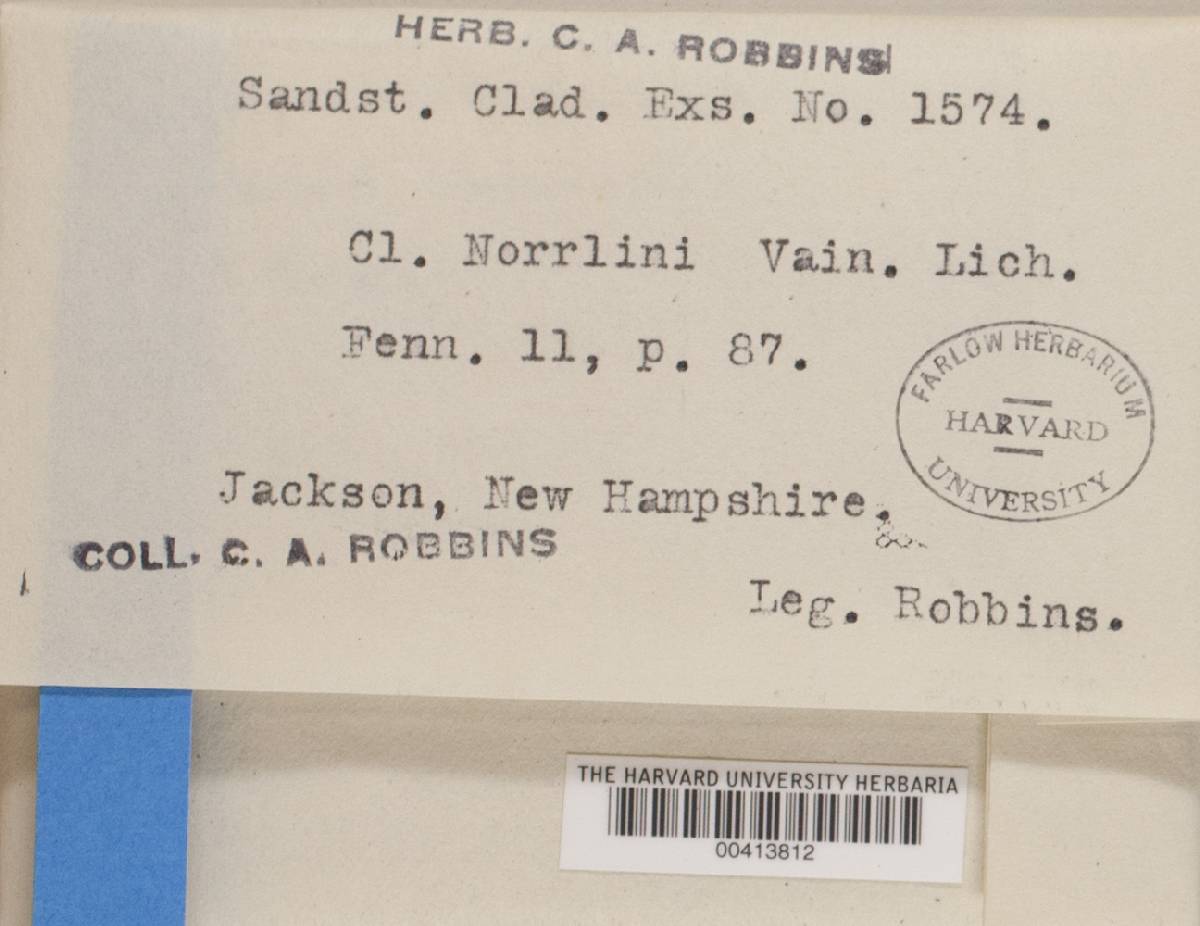 HERB. C. A. ROBBINS
Sandst. Clad. Exs. No. 1574.
Cl. Norrlini Vain. Lich.
Fenn. 11, p. 87.
FARLOW HERBARIUM
HARVARD
UNIVERSITY
Jackson, New Hampshire.
COLL. C. A. ROBBINS
Leg. Robbins.
THE HARVARD UNIVERSITY HERBARIA
00413812